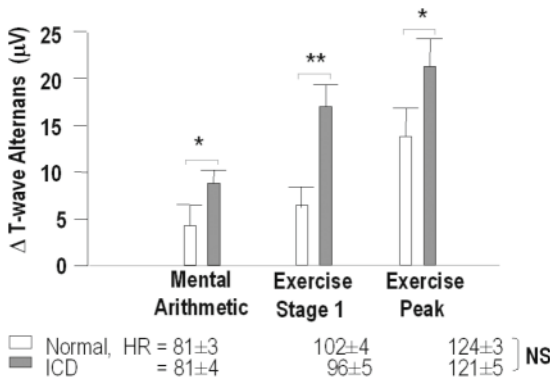 Δ T-wave Alternans (μV)
25
20
15
10
5
0
*
**
*
Mental Arithmetic
Exercise Stage 1
Exercise Peak
Normal, HR = 81±3 102±4 124±3
ICD = 81±4 96±5 121±5
NS